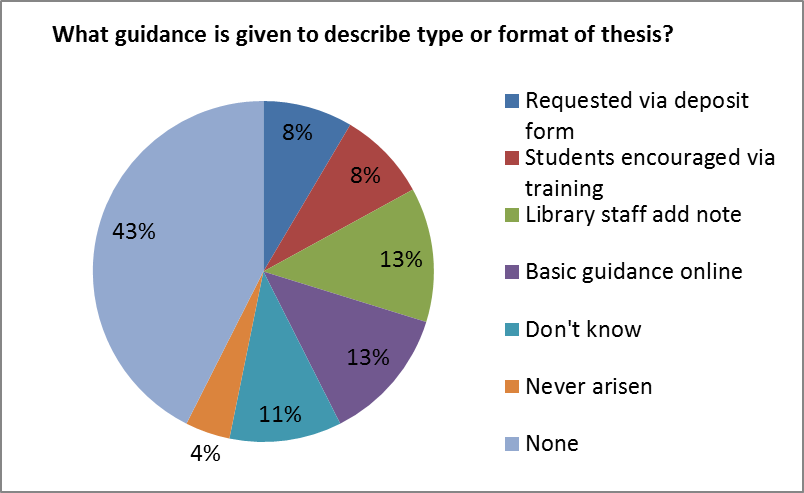 What guidance is given to describe type or format of thesis?
8%
8%
13%
13%
11%
4%
43%
Requested via deposit
form
Students encouraged via
training
Library staff add note
Basic guidance online
Don't know
Never arisen
None